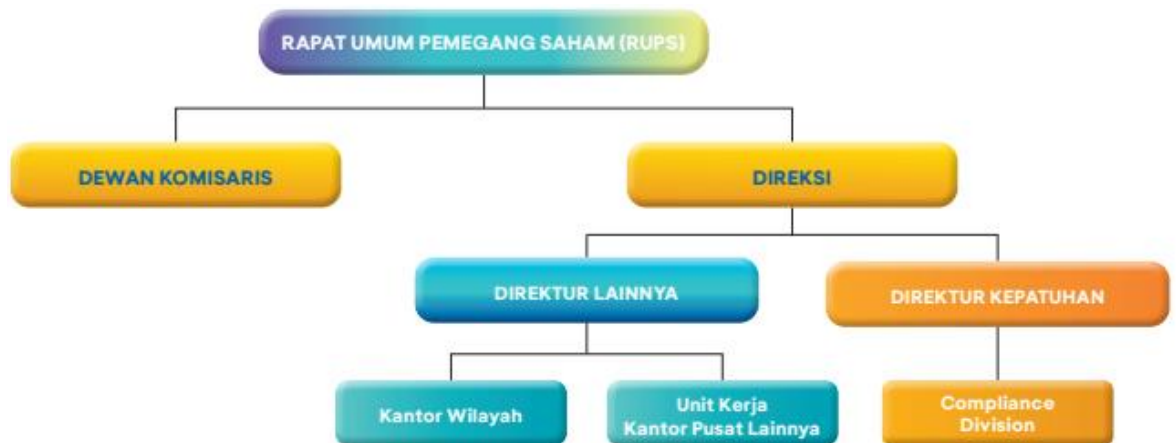 RAPAT UMUM PEMEGANG SAHAM (RUPS)
DEWAN KOMISARIS
DIREKSI
DIREKTUR LAINNYA
DIREKTUR KEPATUHAN
Kantor Wilayah
Unit Kerja
Kantor Pusat Lainnya
Compliance
Division